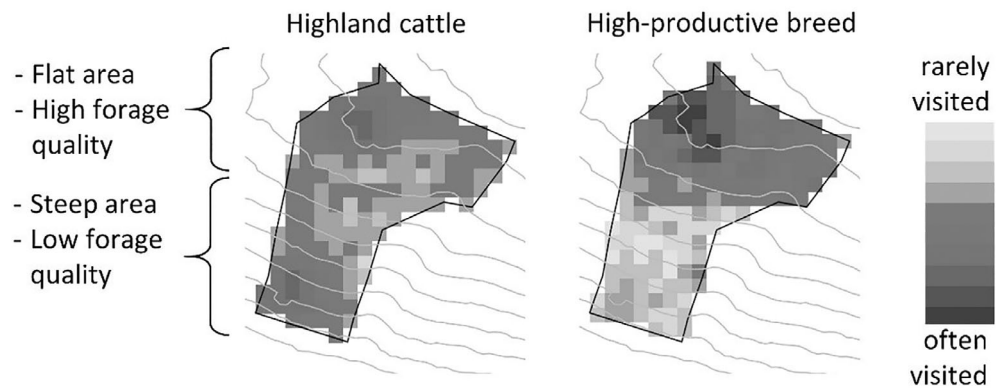 Highland cattle
High-productive breed
- Flat area
- High forage
quality
- Steep area
- Low forage
quality
rarely
visited
often
visited